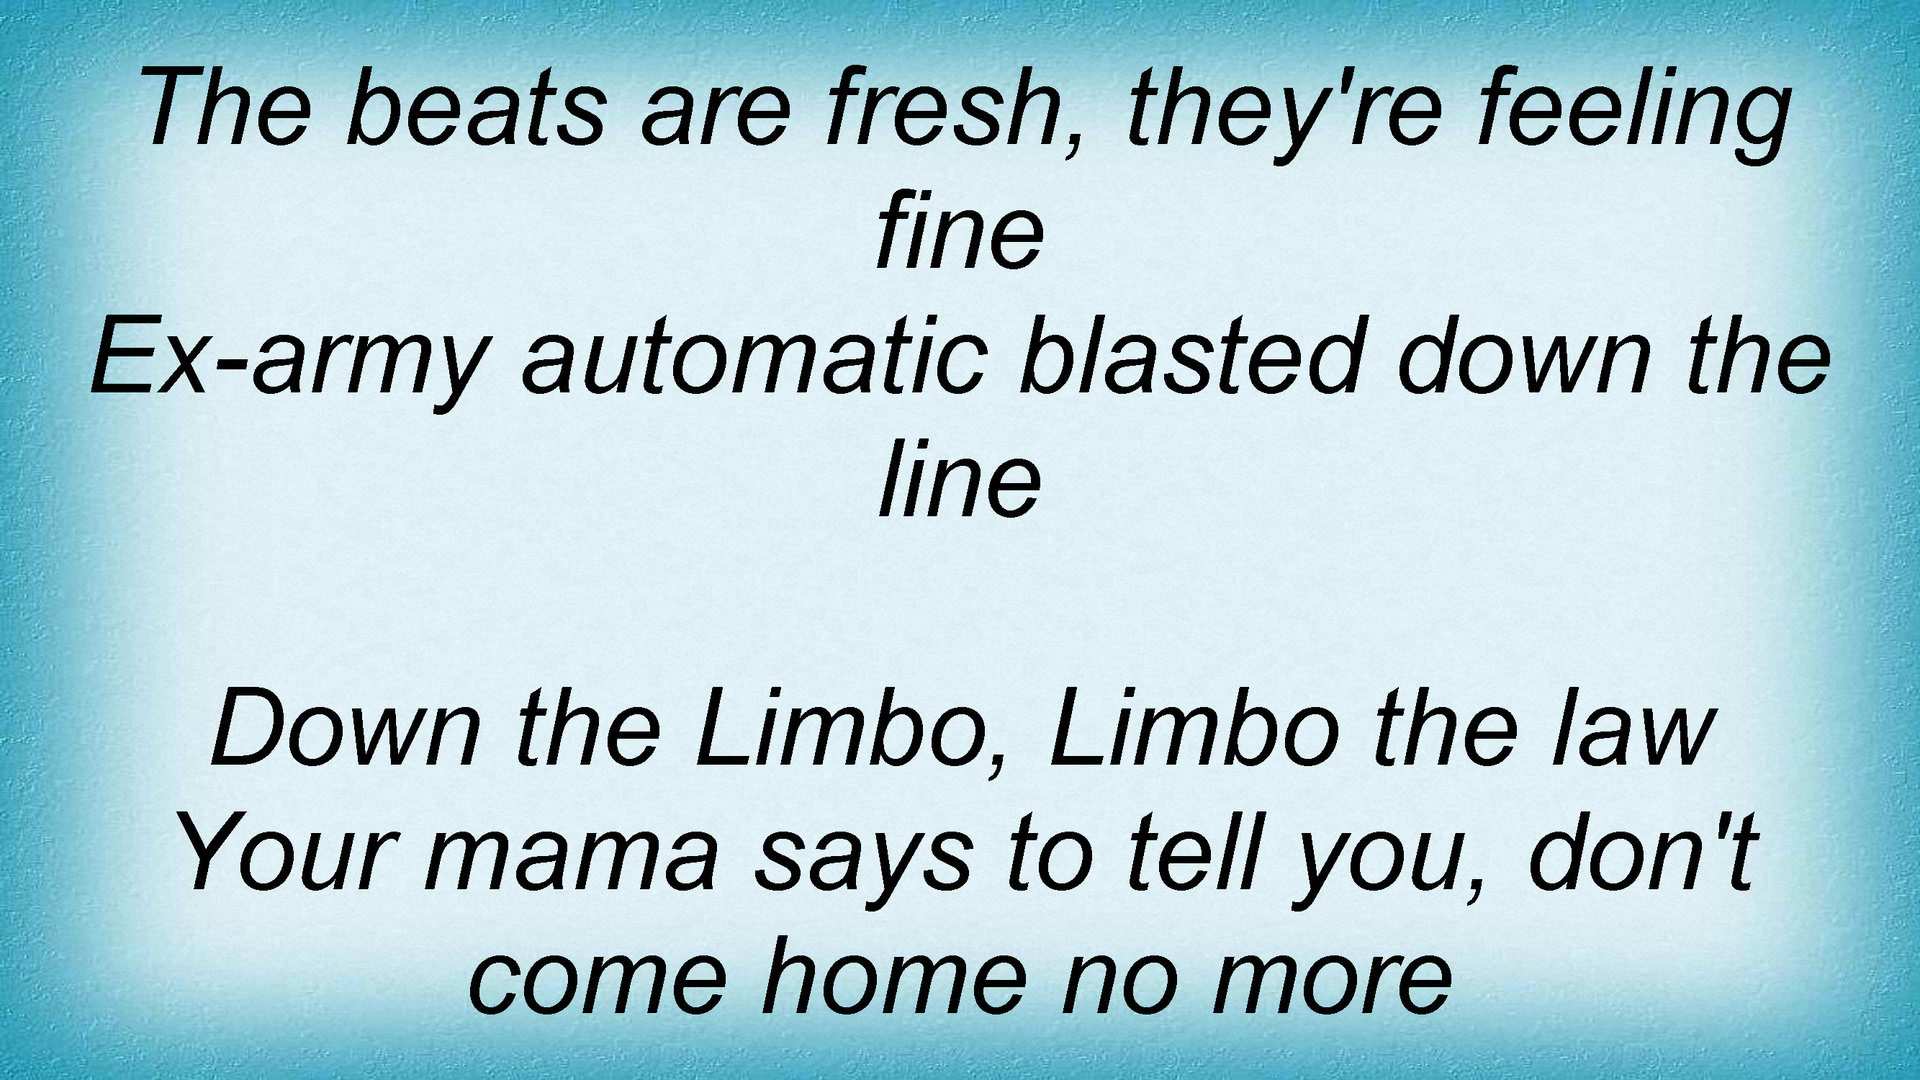 The beats are fresh, they're feeling
fine
Ex-army automatic blasted down the
line
Down the Limbo, Limbo the law
Your mama says to tell you, don't
come home no more